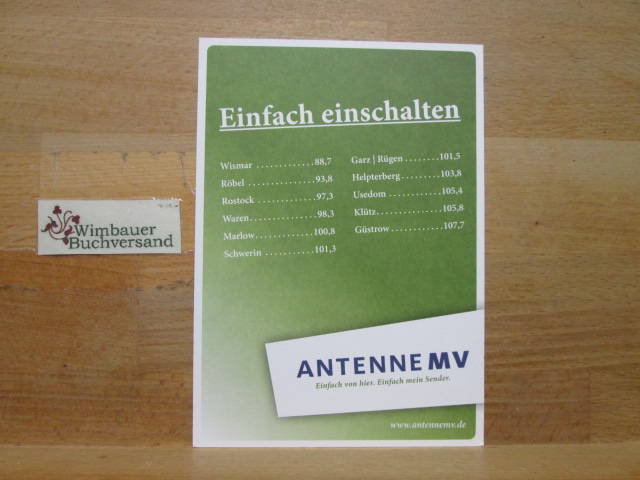 Einfach einschalten
Wismar .............88,7
Röbel ...............93,8
Rostock ..............97,3
Waren...............98,3
Marlow.............100,8
Schwerin ...........101,3
Garz | Rügen ........101,5
Helpterberg.........103,8
Usedom ............105,4
Klütz...............105,8
Güstrow............107,7
Wimbauer
Buchversand
ANTENNE MV
Einfach von hier. Einfach mein Sender.
www.antennemv.de